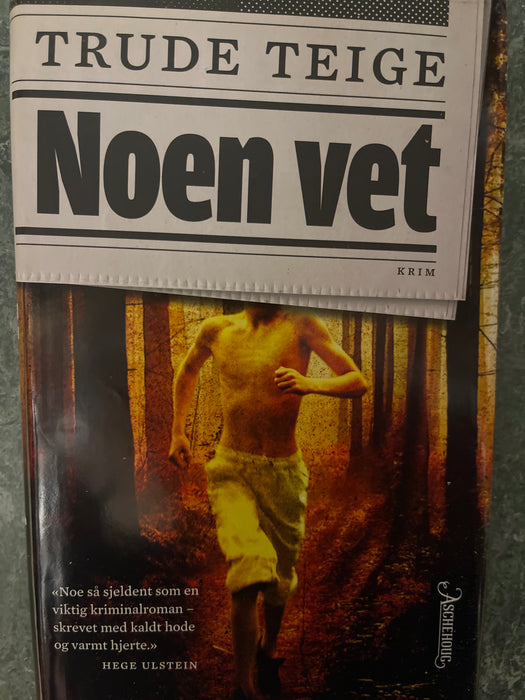 TRUDE TEIGE
Noen vet
KRIM
«Noe så sjeldent som en
viktig kriminalroman –
skrevet med kaldt hode
og varmt hjerte.»
HEGE ULSTEIN
ASCHEHOUG